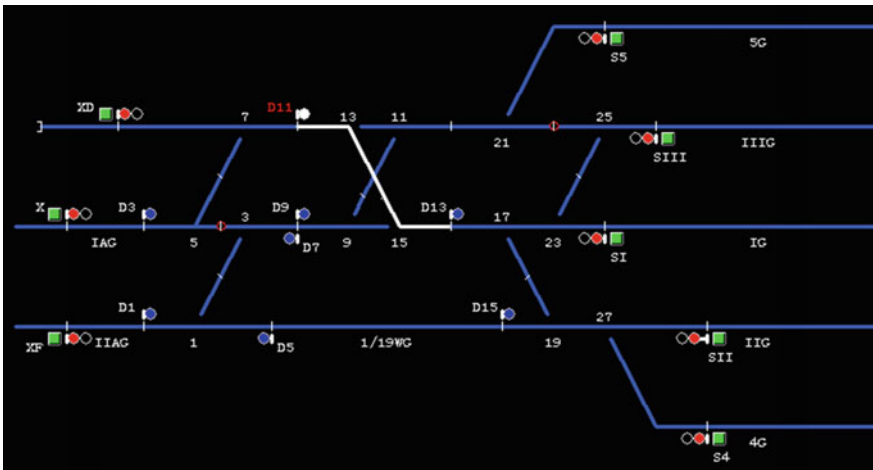 S5
5G
XD
7
D11
13
11
21
25
SIII
IIIG
X
D3
IAG
5
3
D9
D7
9
15
D13
17
23
SI
IG
XF
IIAG
D1
1
D5
1/19WG
D15
19
27
SII
IIG
S4
4G